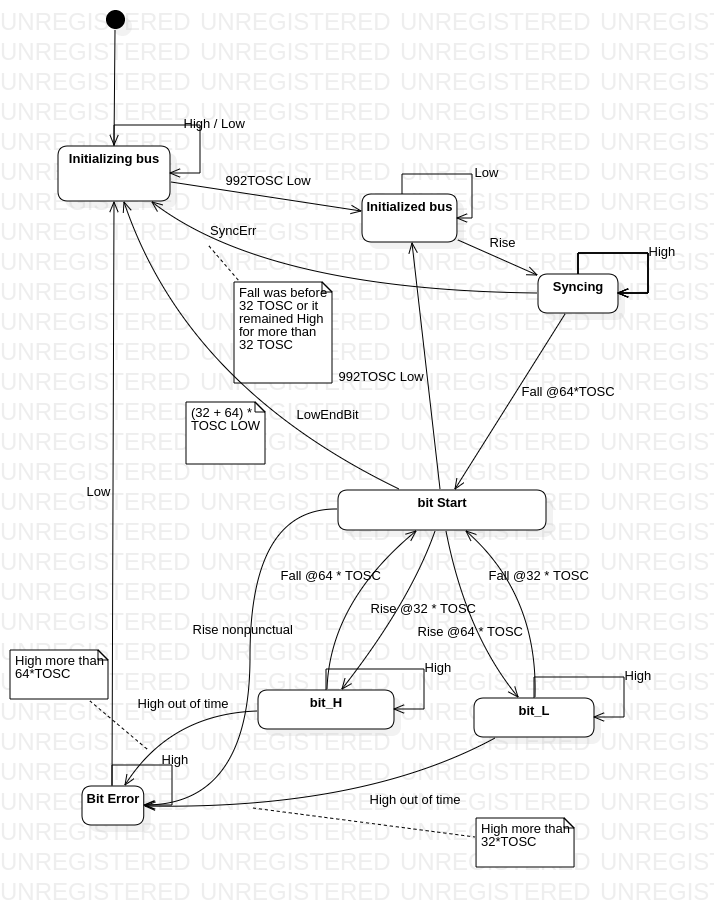 High / Low
Initializing bus
992TOSC Low
Low
Initialized bus
SyncErr
Rise
High
Syncing
Fall was before
32 TOSC or it
remained High
for more than
32 TOSC
992TOSC Low
Fall @64*TOSC
(32 + 64) *
TOSC LOW
LowEndBit
Low
bit Start
Fall @64 * TOSC
Fall @32 * TOSC
Rise @32 * TOSC
Rise nonpunctual
Rise @64 * TOSC
High more than
64*TOSC
High
High
bit_H
bit_L
High out of time
High
Bit Error
High out of time
High more than
32*TOSC
UNREGISTERED UNREGISTERED UNREGISTERED UNREGIST